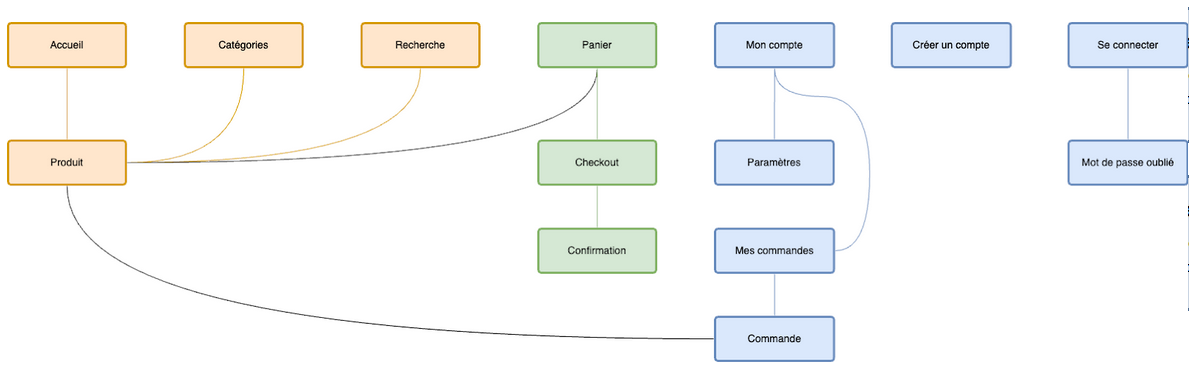 Accueil
Catégories
Recherche
Panier
Mon compte
Créer un compte
Se connecter
Produit
Checkout
Paramètres
Mot de passe oublié
Confirmation
Mes commandes
Commande